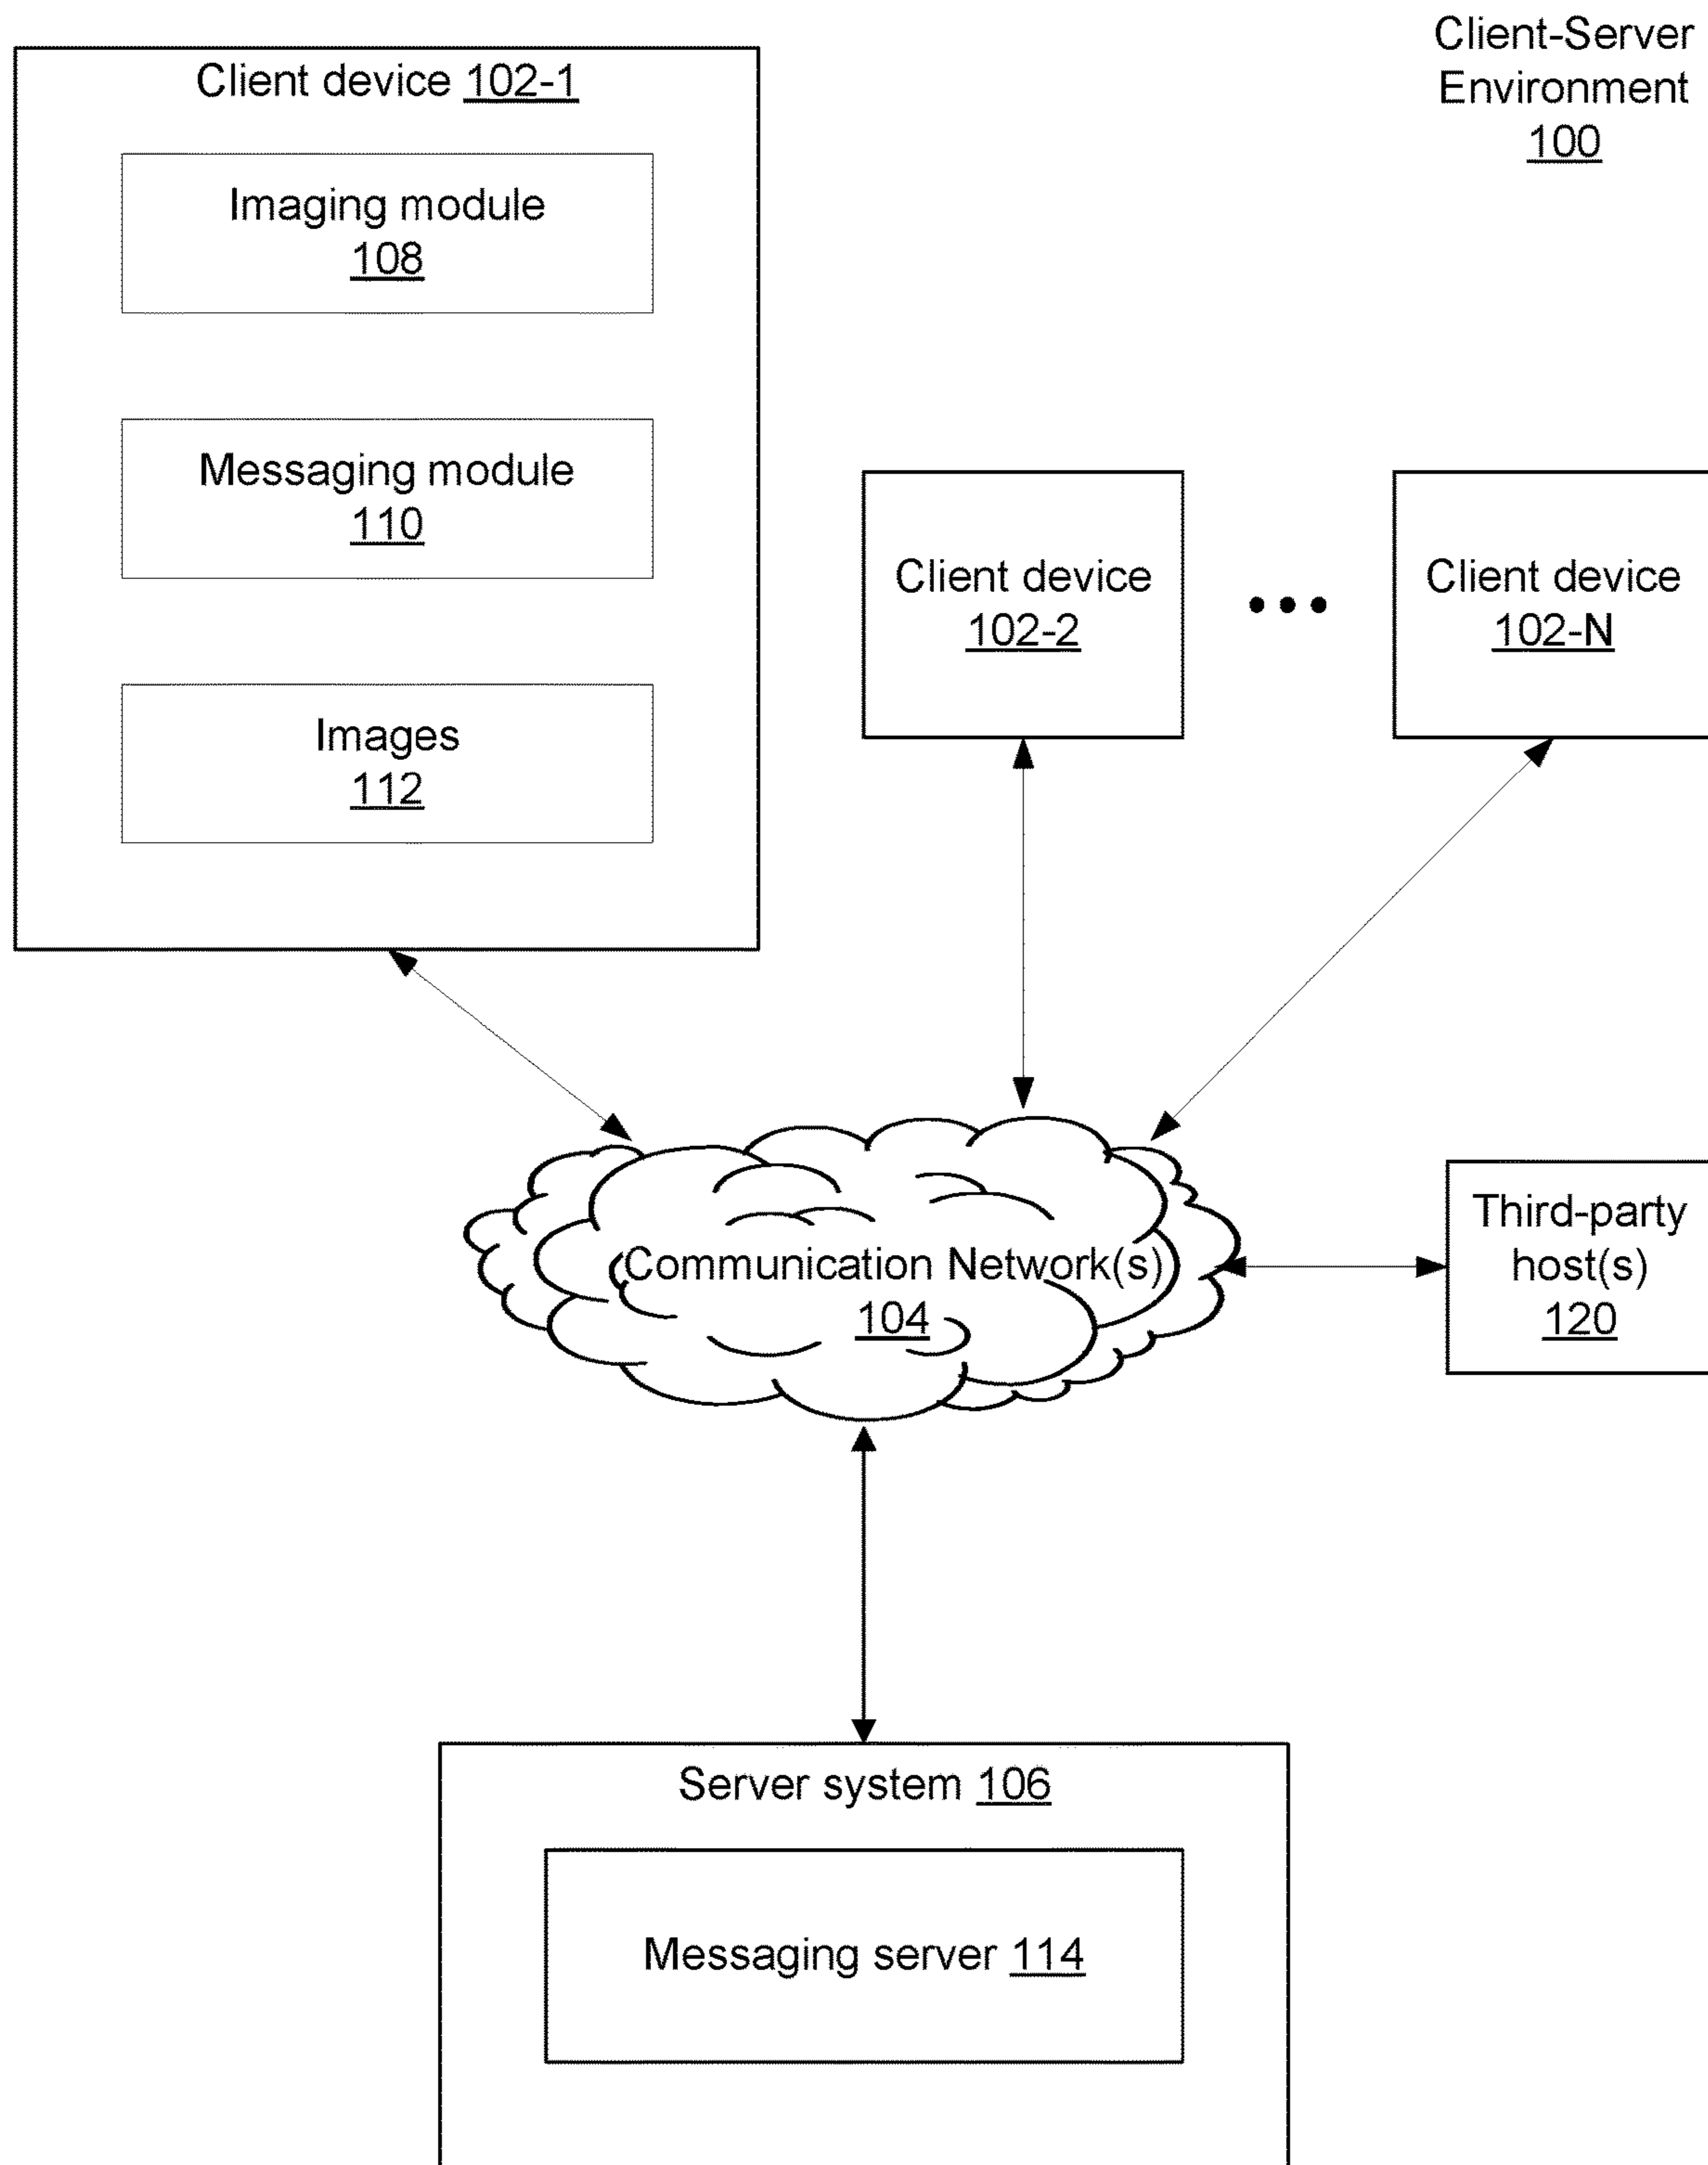 Client-Server
Environment
100
Client device 102-1
Imaging module
108
Messaging module
110
Images
112
Client device
102-2
Client device
102-N
Communication Network(s)
104
Third-party
host(s)
120
Server system 106
Messaging server 114